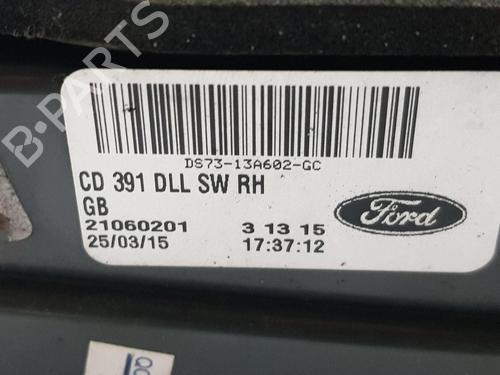 B-PARTS
DS73-13A602-GC
CD 391 DLL SW RH
GB
21060201 3 13 15
25/03/15 17:37:12
Ford